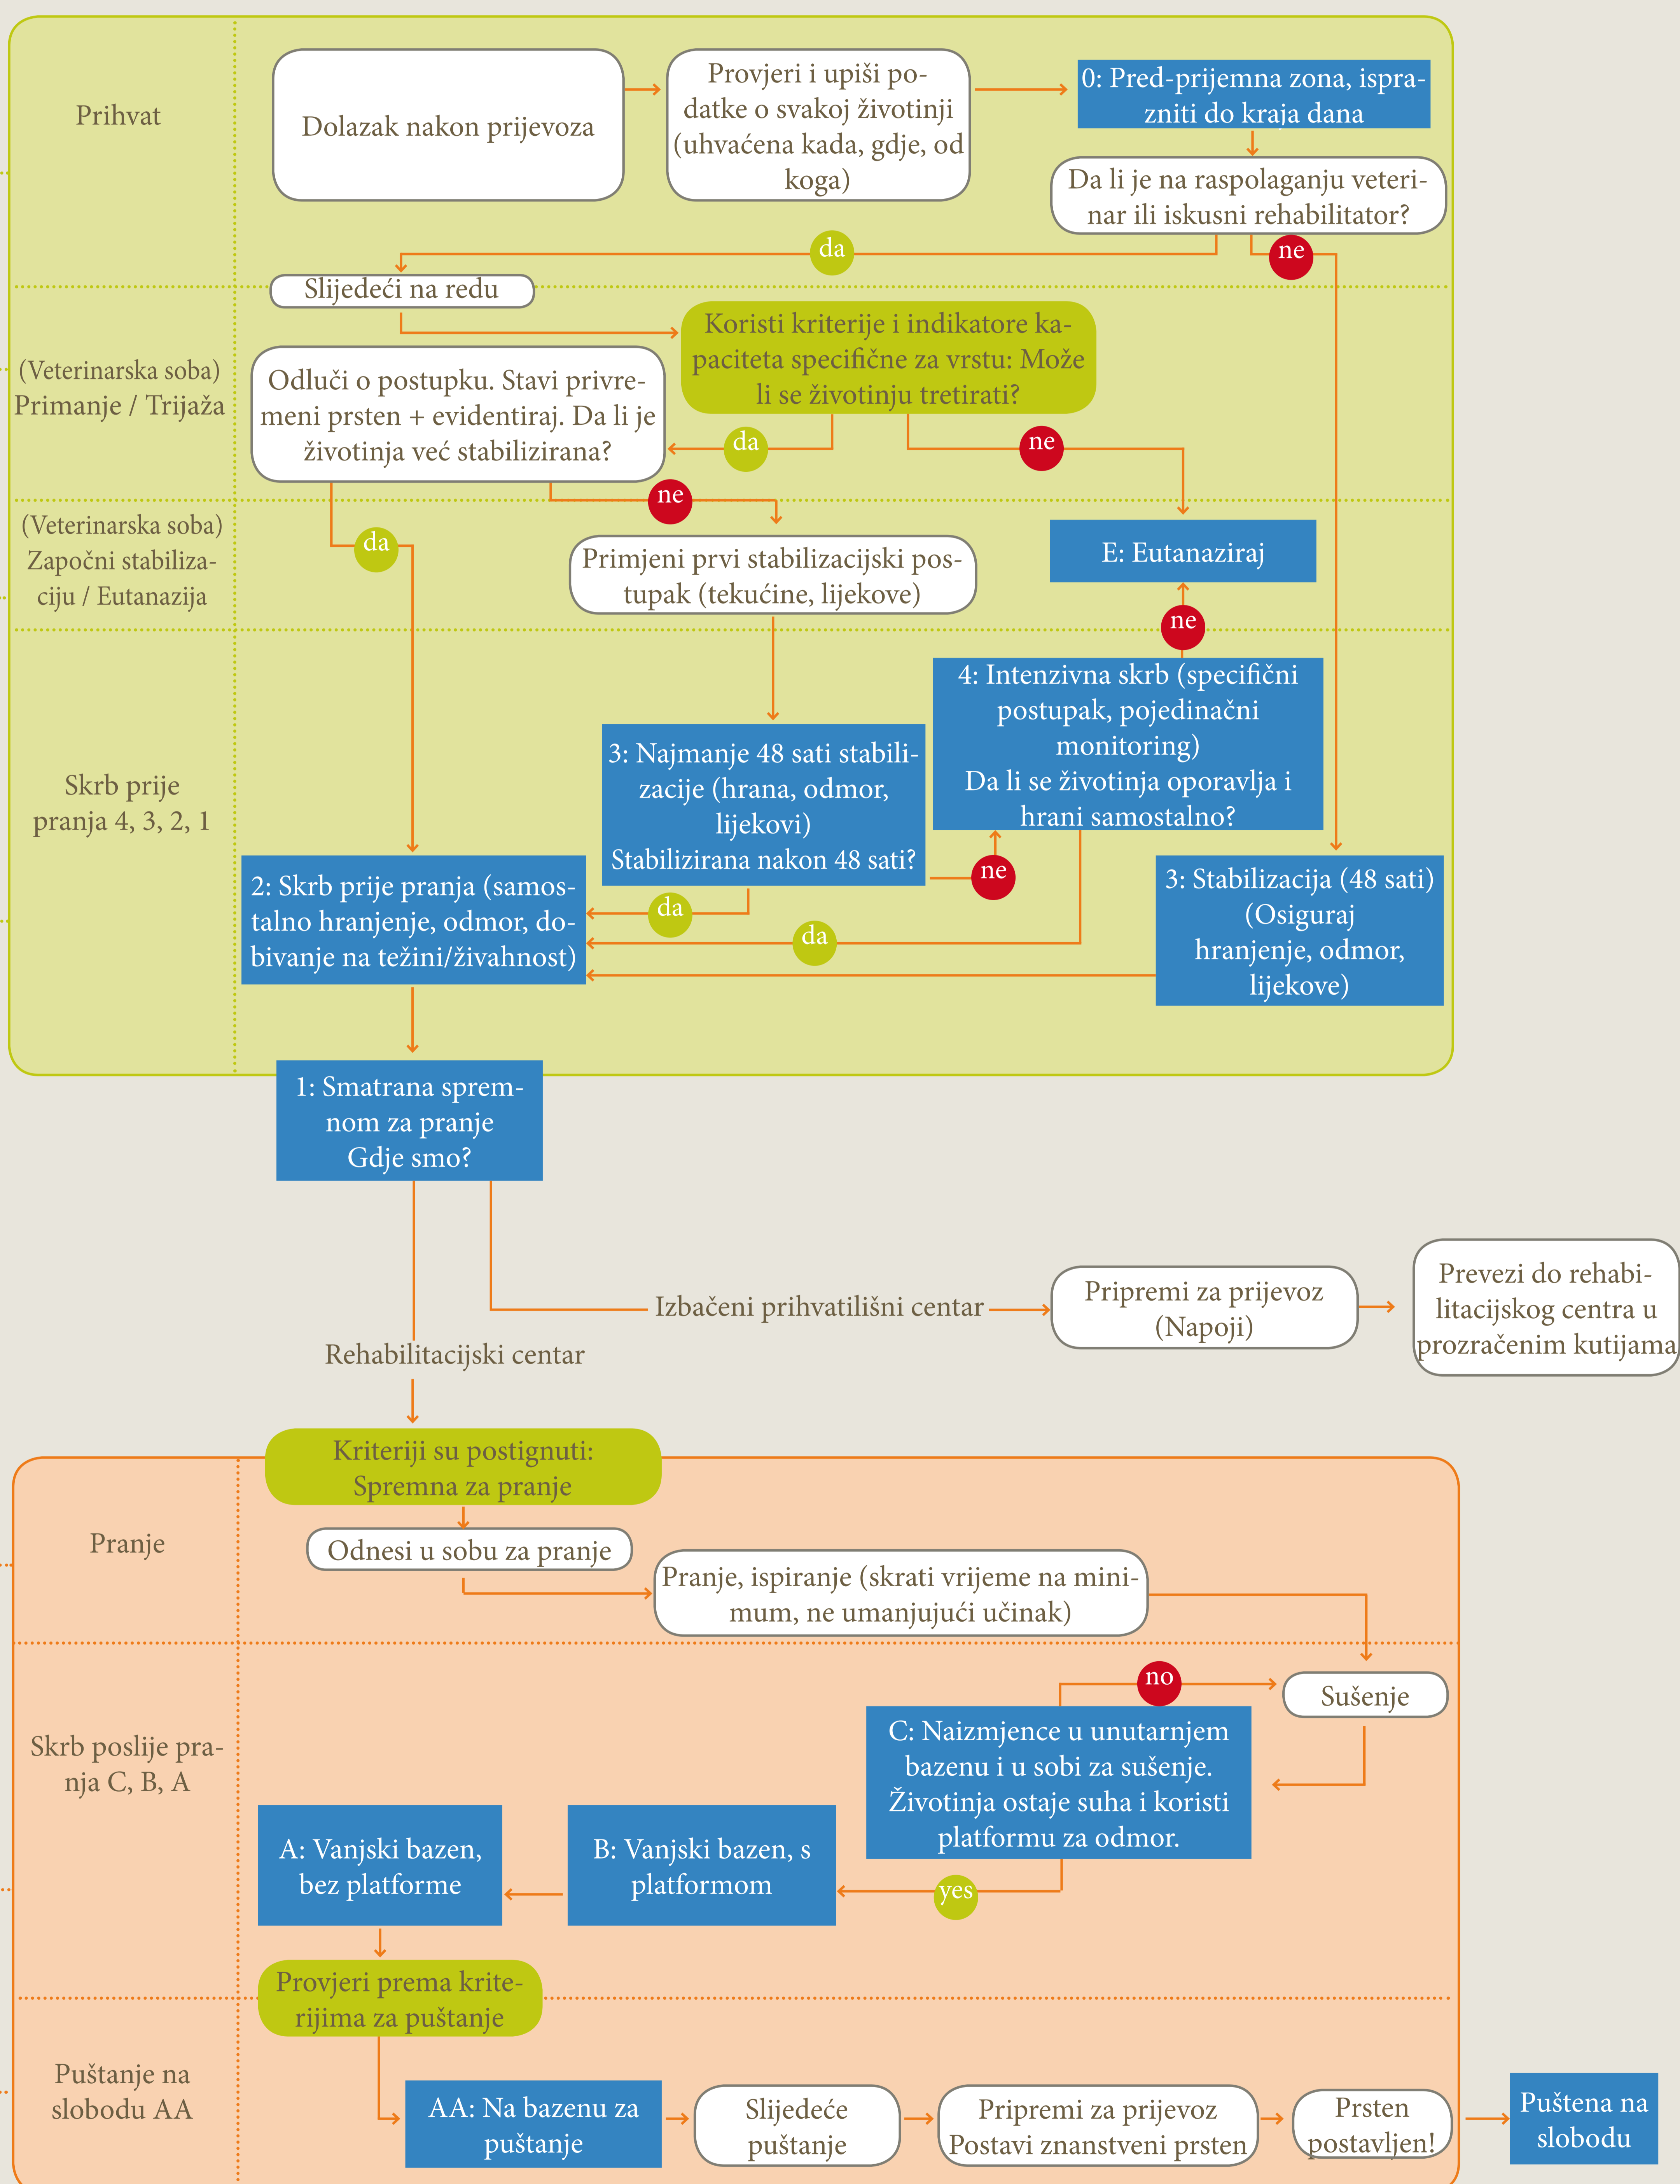 Prihvat
Dolazak nakon prijevoza
Provjeri i upiši po-
datke o svakoj životinji
(uhvaćena kada, gdje, od
koga)
0: Pred-prijemna zona, ispra-
zniti do kraja dana
Da li je na raspolaganju veteri-
nar ili iskusni rehabilitator?
da
ne
Slijedeći na redu
(Veterinarska soba)
Primanje / Trijaža
Koristi kriterije i indikatore ka-
paciteta specifične za vrstu: Može
li se životinju tretirati?
Odluči o postupku. Stavi privre-
meni prsten + evidentiraj. Da li je
životinja već stabilizirana?
da
ne
ne
da
(Veterinarska soba)
Započni stabiliza-
ciju / Eutanazija
Primjeni prvi stabilizacijski pos-
tupak (tekućine, lijekove)
E: Eutanaziraj
ne
Skrb prije
pranja 4, 3, 2, 1
4: Intenzivna skrb (specifični
postupak, pojedinačni
monitoring)
Da li se životinja oporavlja i
hrani samostalno?
3: Najmanje 48 sati stabili-
zacije (hrana, odmor,
lijekovi)
Stabilizirana nakon 48 sati?
ne
da
da
2: Skrb prije pranja (samos-
talno hranjenje, odmor, do-
bivanje na težini/živahnost)
3: Stabilizacija (48 sati)
(Osiguraj
hranjenje, odmor,
lijekove)
1: Smatrana sprem-
nom za pranje
Gdje smo?
Izbačeni prihvatilišni centar
Pripremi za prijevoz
(Napoji)
Prevezi do rehabi-
litacijskog centra u
prozračenim kutijama
Rehabilitacijski centar
Kriteriji su postignuti:
Spremna za pranje
Pranje
Odnesi u sobu za pranje
Pranje, ispiranje (skrati vrijeme na mini-
mum, ne umanjujući učinak)
Skrb poslije pra-
nja C, B, A
no
Sušenje
C: Naizmjence u unutarnjem
bazenu i u sobi za sušenje.
Životinja ostaje suha i koristi
platformu za odmor.
yes
B: Vanjski bazen, s
platformom
A: Vanjski bazen,
bez platforme
Provjeri prema krite-
rijima za puštanje
Puštanje na
slobodu AA
AA: Na bazenu za
puštanje
Slijedeće
puštanje
Pripremi za prijevoz
Postavi znanstveni prsten
Prsten
postavljen!
Puštena na
slobodu